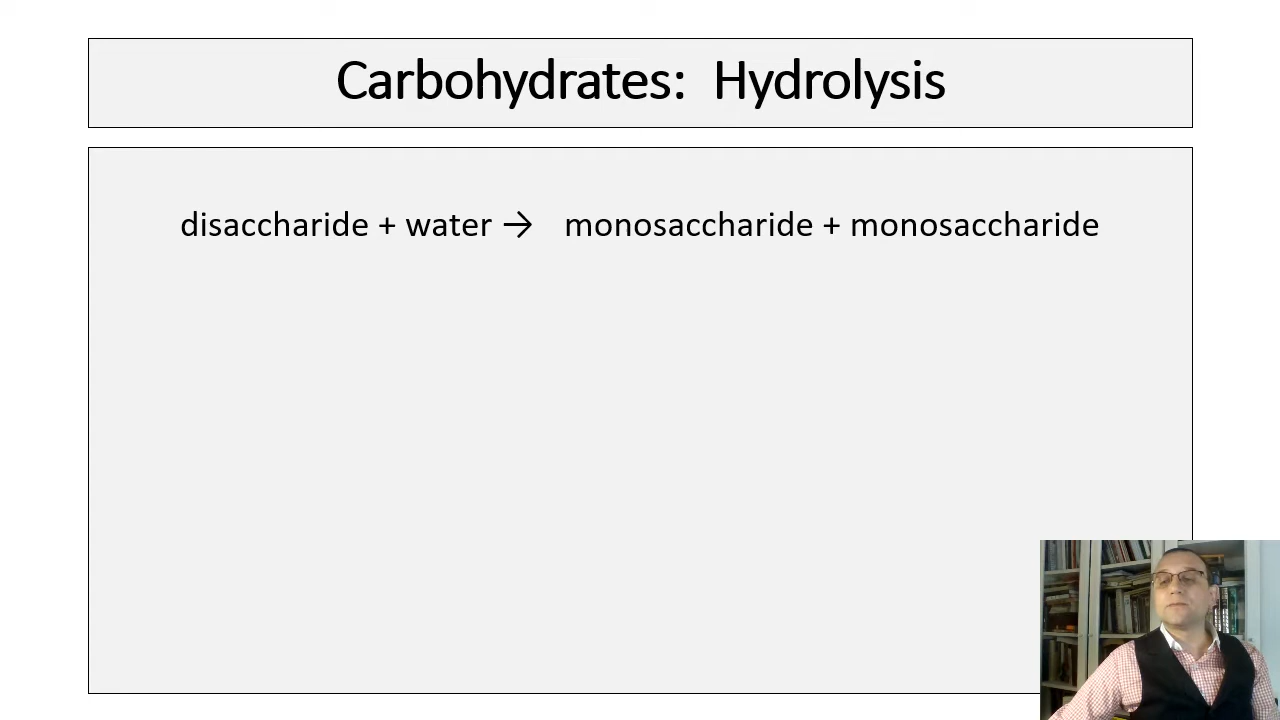 Carbohydrates: Hydrolysis
disaccharide + water → monosaccharide + monosaccharide